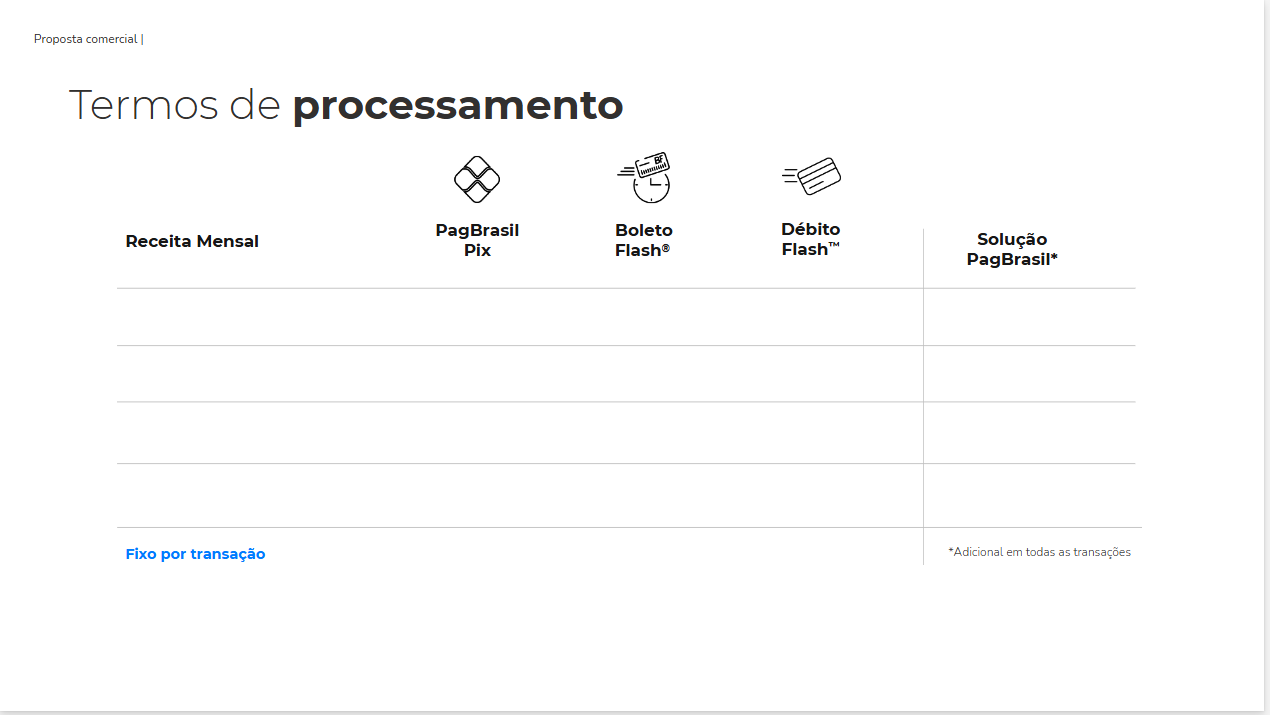 Proposta comercial |
Termos de processamento
BF
Receita Mensal
PagBrasil
Pix
Boleto
Flash®
Débito
Flash™
Solução
PagBrasil*
Fixo por transação
*Adicional em todas as transações